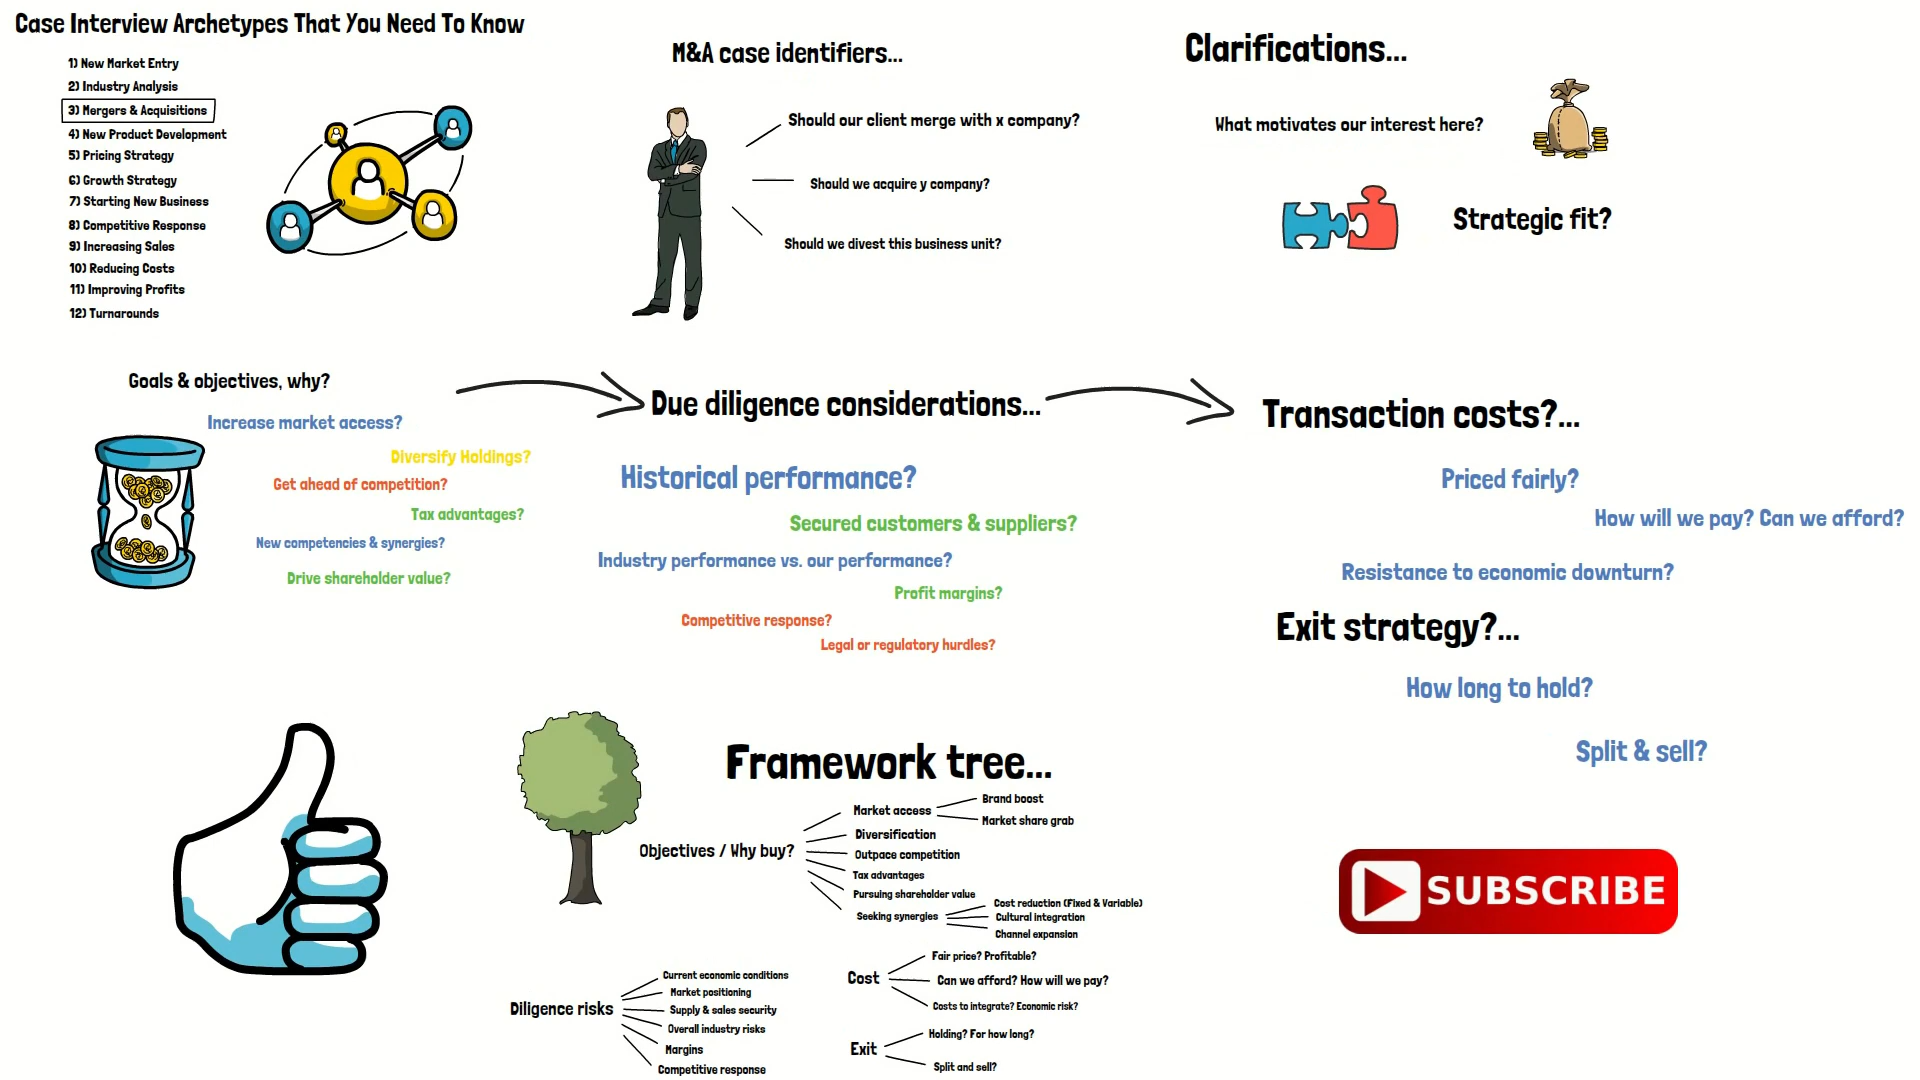 Case Interview Archetypes That You Need To Know
1) New Market Entry
2) Industry Analysis
3) Mergers & Acquisitions
4) New Product Development
5) Pricing Strategy
6) Growth Strategy
7) Starting New Business
8) Competitive Response
9) Increasing Sales
10) Reducing Costs
11) Improving Profits
12) Turnarounds
M&A case identifiers...
Should our client merge with x company?
Should we acquire y company?
Should we divest this business unit?
Clarifications...
What motivates our interest here?
Strategic fit?
Goals & objectives, why?
Increase market access?
Diversify Holdings?
Get ahead of competition?
Tax advantages?
New competencies & synergies?
Drive shareholder value?
Due diligence considerations...
Historical performance?
Secured customers & suppliers?
Industry performance vs. our performance?
Profit margins?
Competitive response?
Legal or regulatory hurdles?
Transaction costs?...
Priced fairly?
How will we pay? Can we afford?
Resistance to economic downturn?
Exit strategy?...
How long to hold?
Split & sell?
Framework tree...
Objectives / Why buy?
Market access
Brand boost
Market share grab
Diversification
Outpace competition
Tax advantages
Pursuing shareholder value
Seeking synergies
Cost reduction (Fixed & Variable)
Cultural integration
Channel expansion
Diligence risks
Current economic conditions
Market positioning
Supply & sales security
Overall industry risks
Margins
Competitive response
Cost
Fair price? Profitable?
Can we afford? How will we pay?
Costs to integrate? Economic risk?
Exit
Holding? For how long?
Split and sell?
SUBSCRIBE